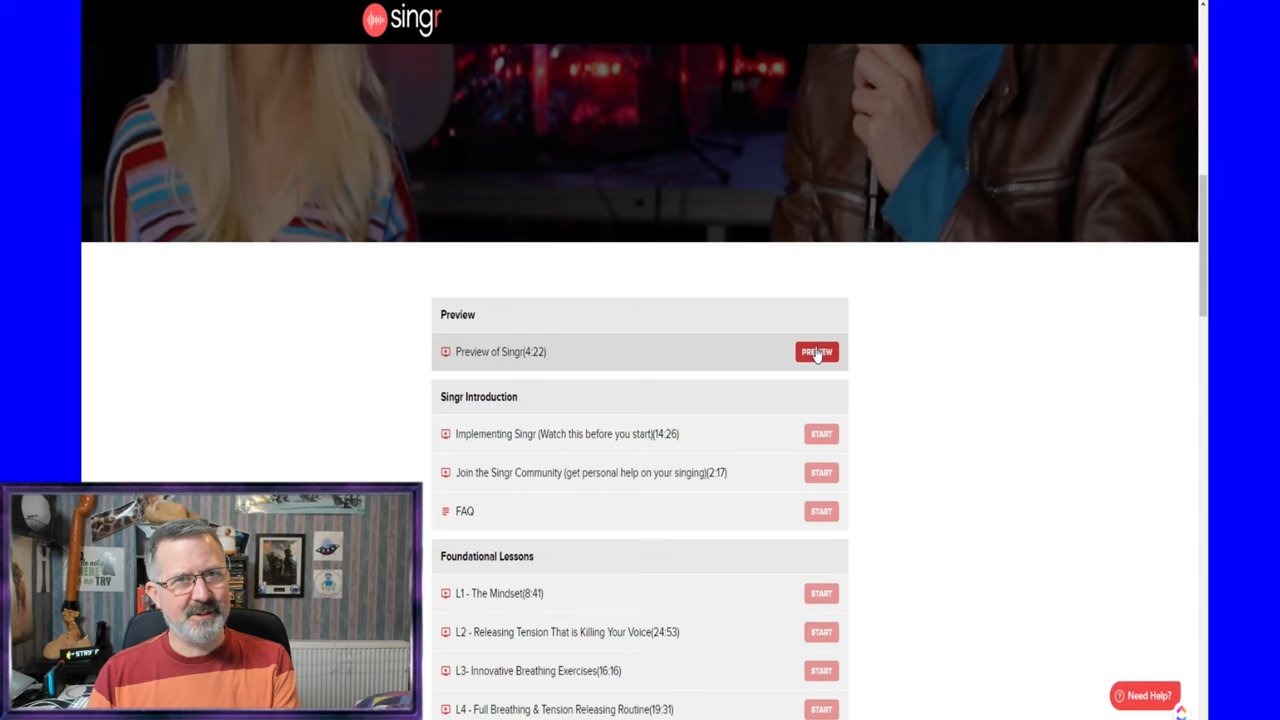 singr
Preview
Preview of Singr(4:22)
PREVIEW
Singr Introduction
Implementing Singr (Watch this before you start)(14:26)
START
Join the Singr Community (get personal help on your singing)(2:17)
START
FAQ
START
Foundational Lessons
L1 - The Mindset(8:41)
START
L2 - Releasing Tension That is Killing Your Voice(24:53)
START
L3- Innovative Breathing Exercises(16:16)
START
L4 - Full Breathing & Tension Releasing Routine(19:31)
START
Need Help?
NO TRY
STAY